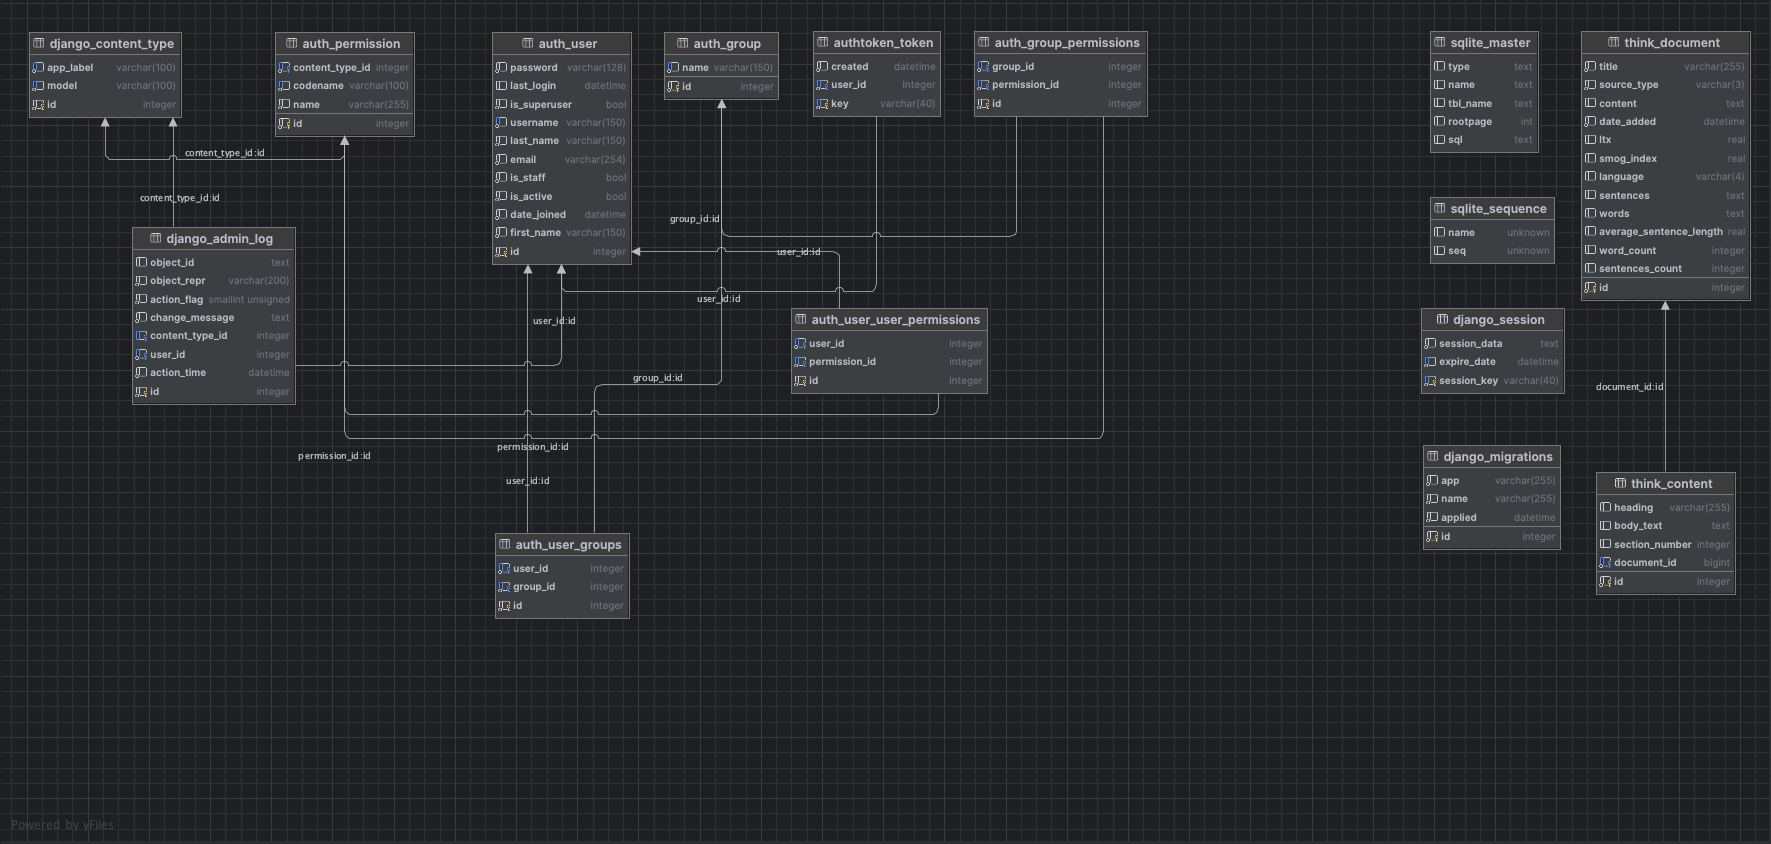 django_content_type
app_label varchar(100)
model varchar(100)
id integer
auth_permission
content_type_id integer
codename varchar(100)
name varchar(255)
id integer
auth_user
password varchar(128)
last_login datetime
is_superuser bool
username varchar(150)
last_name varchar(150)
email varchar(254)
is_staff bool
is_active bool
date_joined datetime
first_name varchar(150)
id integer
auth_group
name varchar(150)
id integer
authtoken_token
created datetime
user_id integer
key varchar(40)
auth_group_permissions
group_id integer
permission_id integer
id integer
sqlite_master
type text
name text
tbl_name text
rootpage int
sql text
think_document
title varchar(255)
source_type varchar(3)
content text
date_added datetime
ltx real
smog_index real
language varchar(4)
sentences text
words text
average_sentence_length real
word_count integer
sentences_count integer
id integer
content_type_id:id
content_type_id:id
group_id:id
user_id:id
user_id:id
user_id:id
sqlite_sequence
name unknown
seq unknown
django_admin_log
object_id text
object_repr varchar(200)
action_flag smallint unsigned
change_message text
content_type_id integer
user_id integer
action_time datetime
id integer
auth_user_user_permissions
user_id integer
permission_id integer
id integer
django_session
session_data text
expire_date datetime
session_key varchar(40)
group_id:id
document_id:id
permission_id:id
permission_id:id
user_id:id
django_migrations
app varchar(255)
name varchar(255)
applied datetime
id integer
think_content
heading varchar(255)
body_text text
section_number integer
document_id bigint
id integer
auth_user_groups
user_id integer
group_id integer
id integer
Powered by yFiles